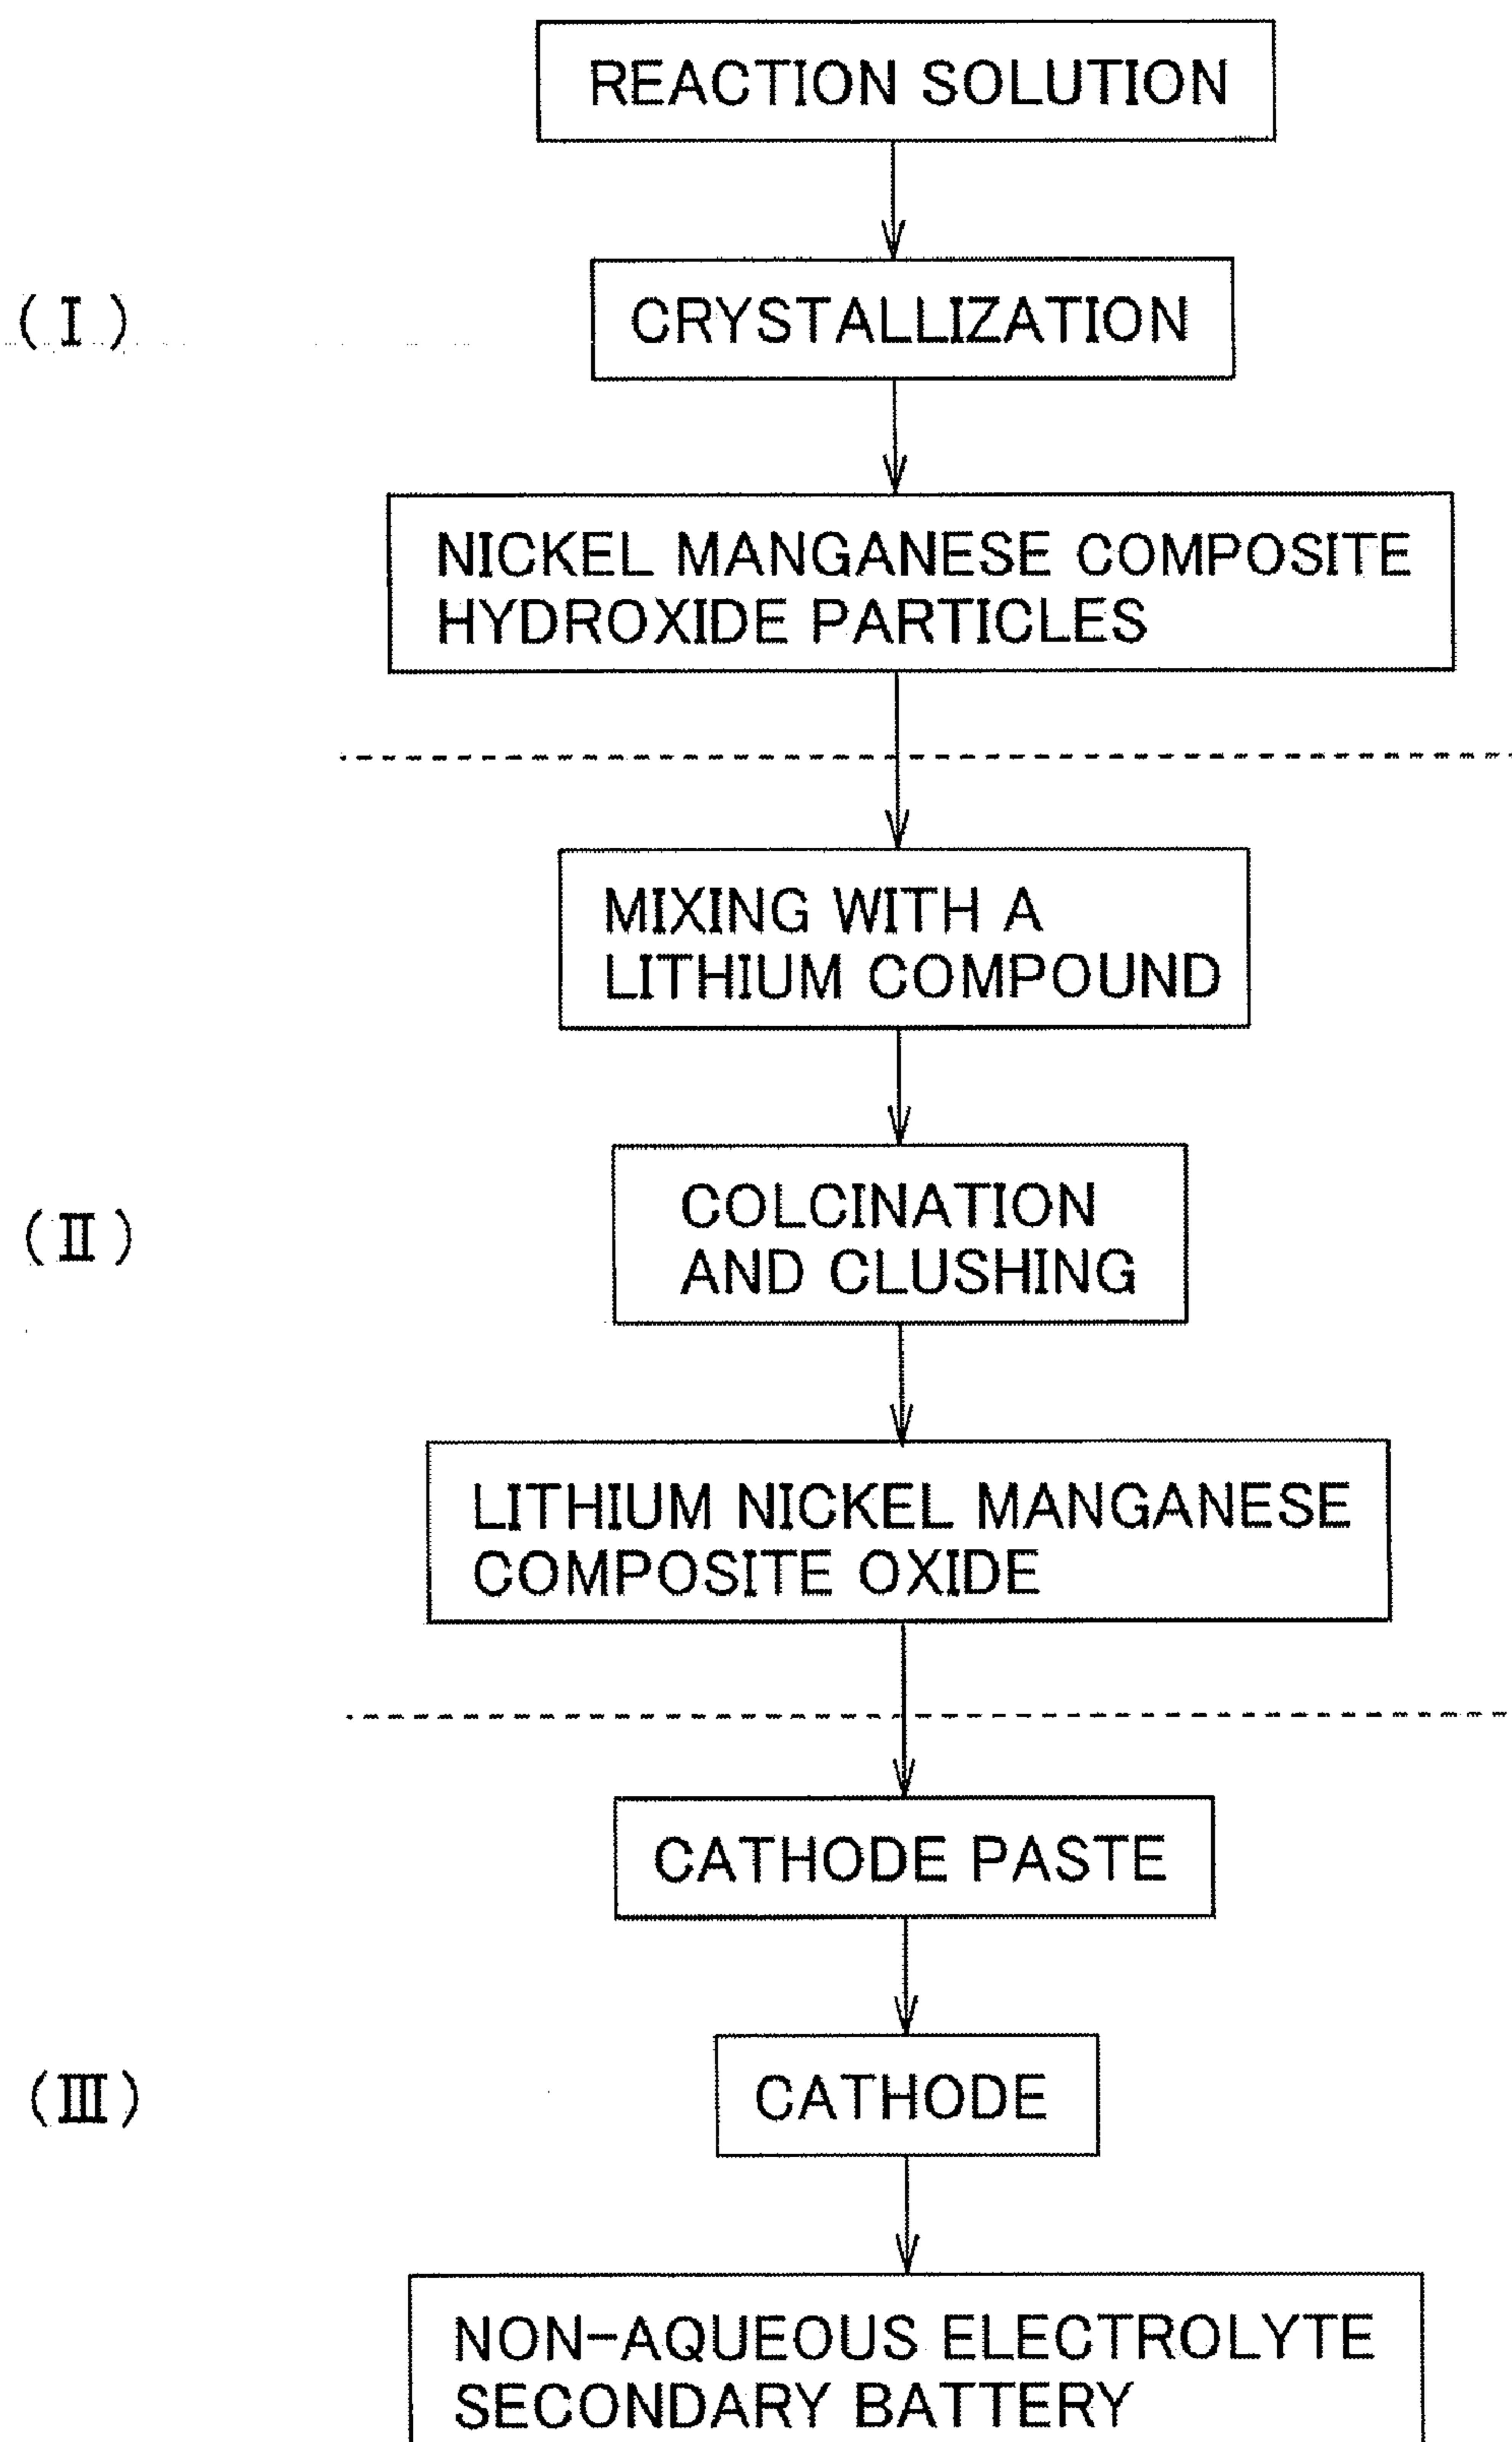 REACTION SOLUTION
(I)
CRYSTALLIZATION
NICKEL MANGANESE COMPOSITE
HYDROXIDE PARTICLES
MIXING WITH A
LITHIUM COMPOUND
(II)
COLCINATION
AND CLUSHING
LITHIUM NICKEL MANGANESE
COMPOSITE OXIDE
CATHODE PASTE
(III)
CATHODE
NON-AQUEOUS ELECTROLYTE
SECONDARY BATTERY